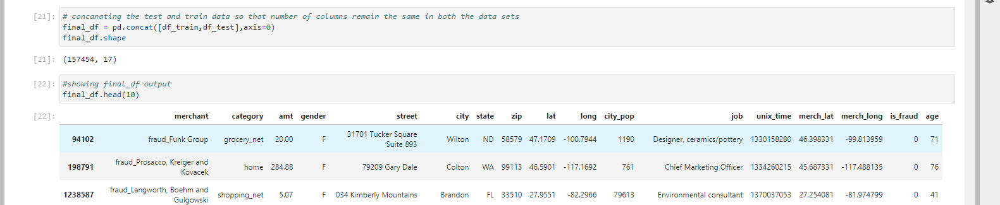 [21]: # concanating the test and train data so that number of columns remain the same in both the data sets
final_df = pd.concat([df_train,df_test],axis=0)
final_df.shape
[21]: (157454, 17)
[22]: #showing final_df output
final_df.head(10)
[22]: merchant category amt gender street city state zip lat long city_pop job unix_time merch_lat merch_long is_fraud age
94102 fraud_Funk Group grocery_net 20.00 F 31701 Tucker Square Suite 893 Wilton ND 58579 47.1709 -100.7944 1190 Designer, ceramics/pottery 1330158280 46.398331 -99.813959 0 71
198791 fraud_Prosacco, Kreiger and Kovacek home 284.88 F 79209 Gary Dale Colton WA 99113 46.5901 -117.1692 761 Chief Marketing Officer 1334260215 45.687331 -117.488135 0 76
1238587 fraud_Langworth, Boehm and Gulgowski shopping_net 5.07 F 034 Kimberly Mountains Brandon FL 33510 27.9551 -82.2966 79613 Environmental consultant 1370037053 27.254081 -81.974799 0 41